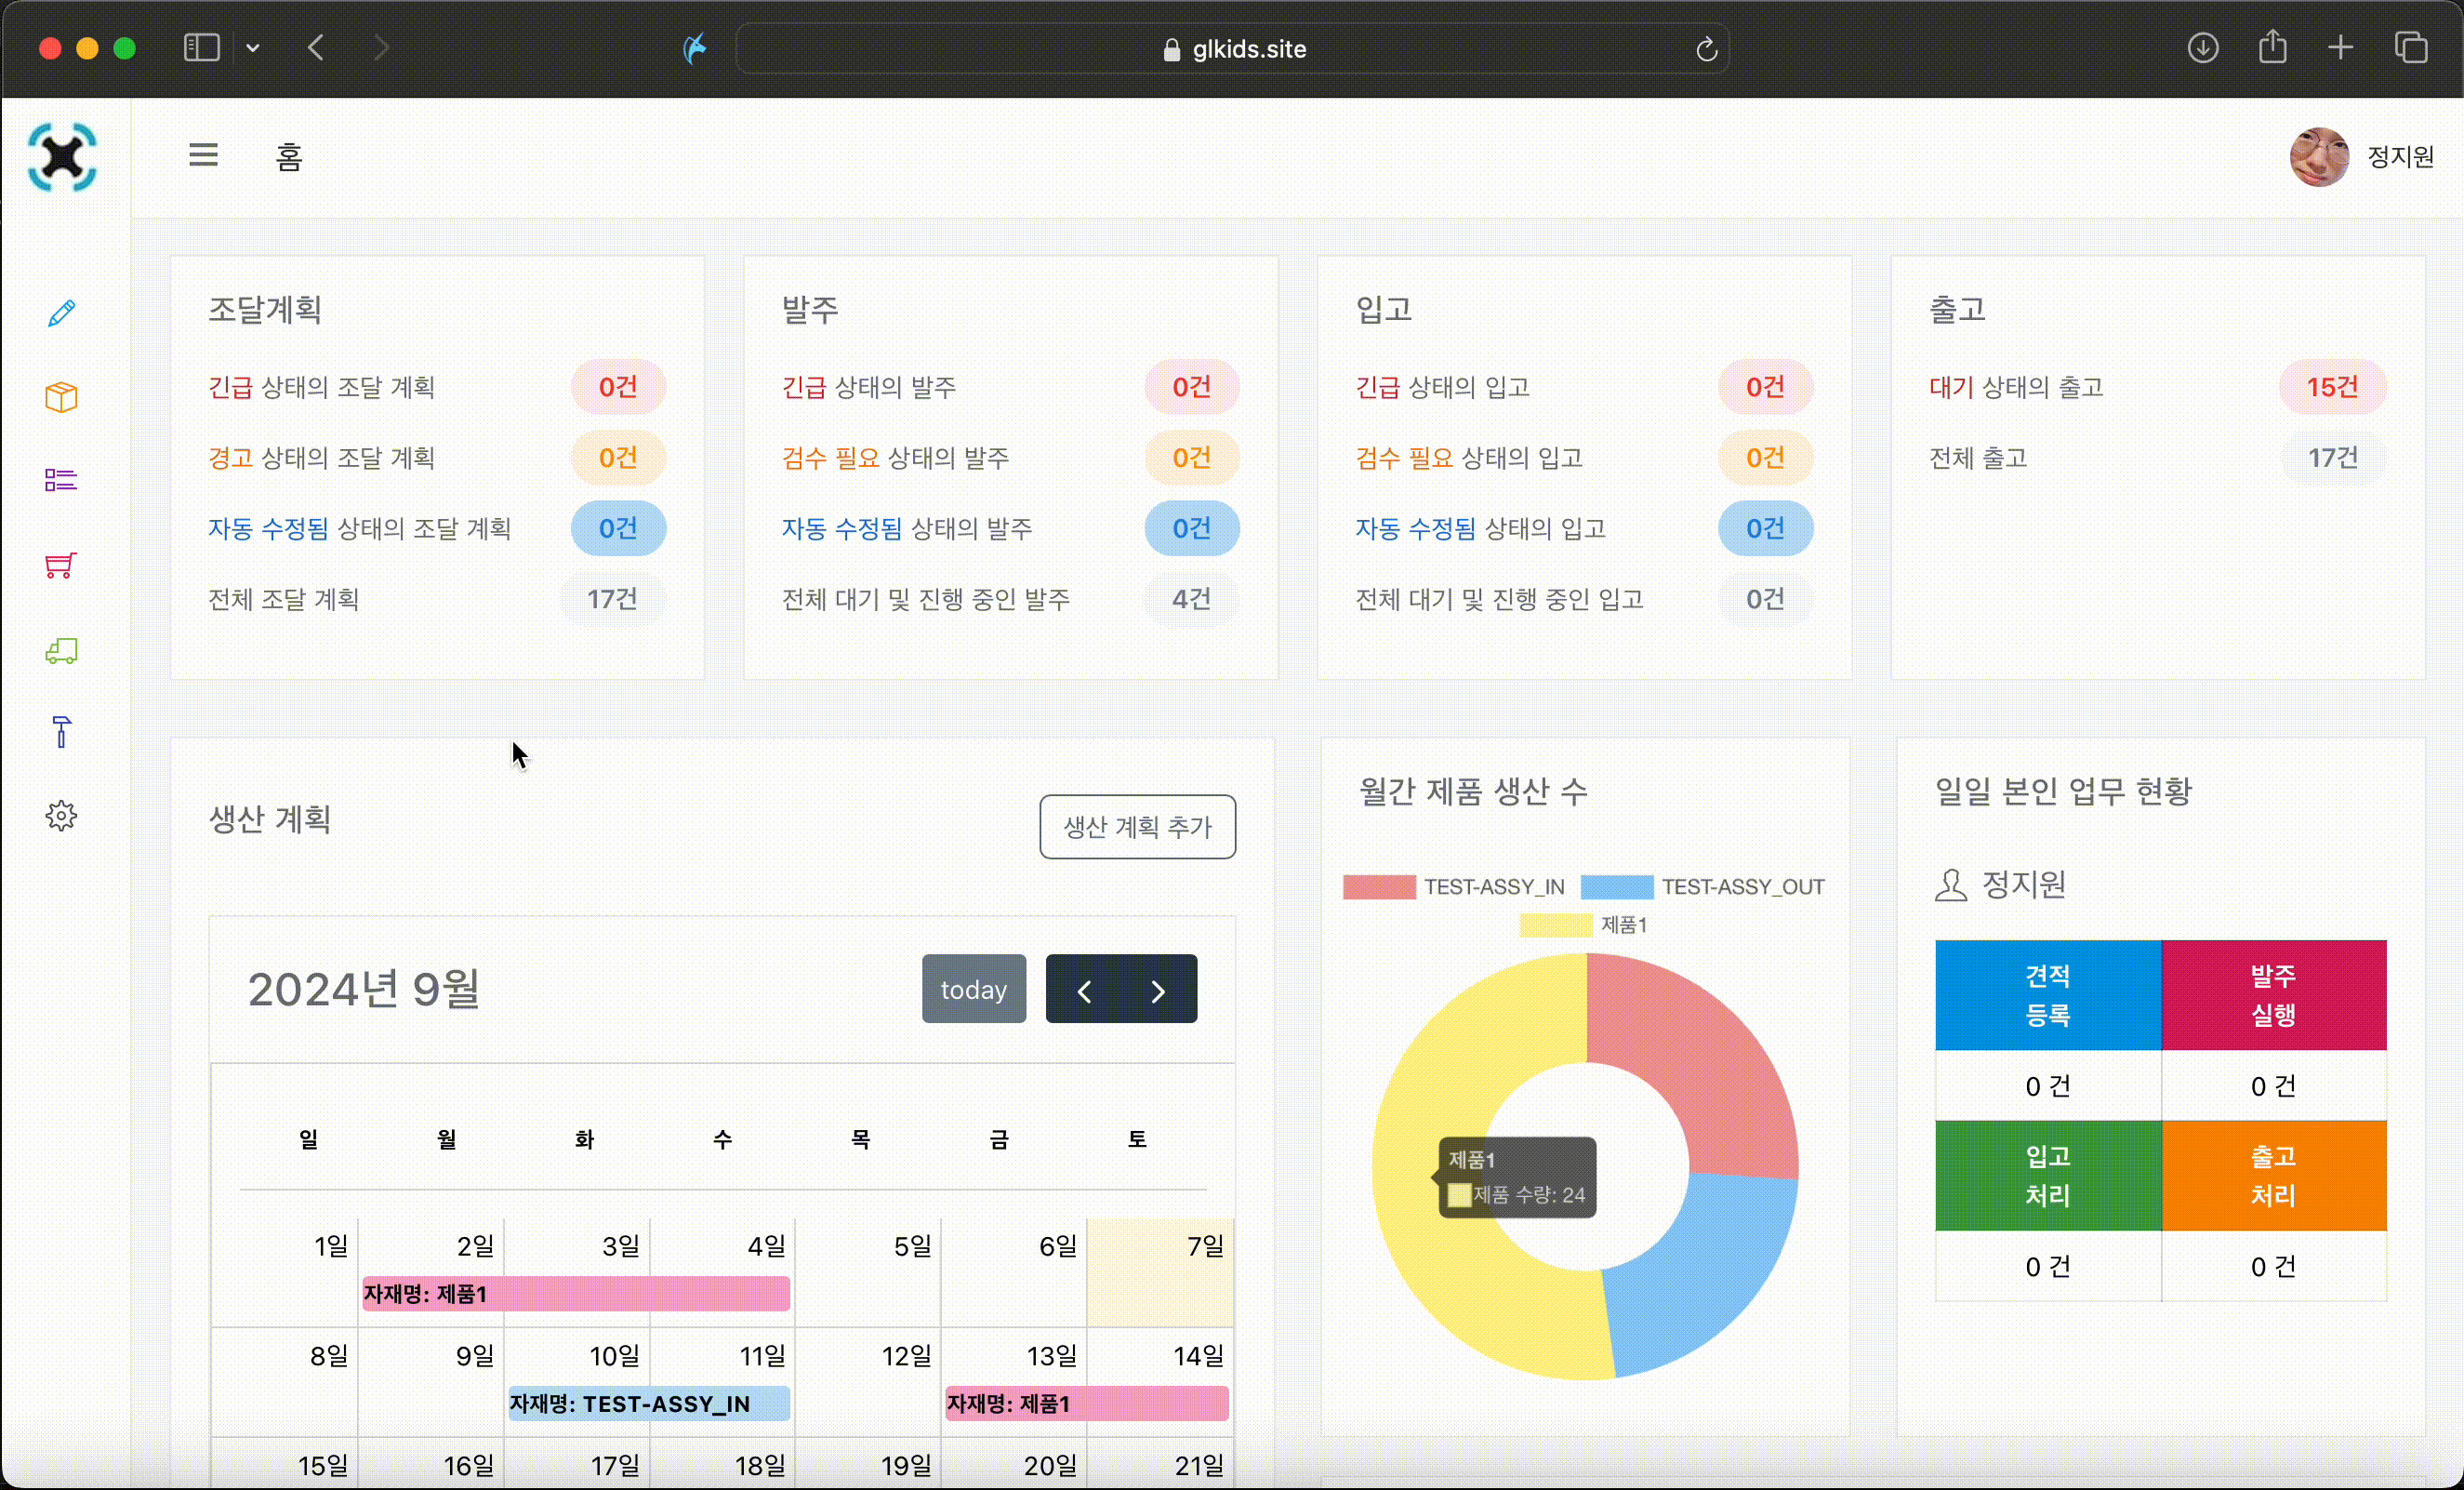 glkids.site
홈
정지원
조달계획
긴급 상태의 조달 계획 0건
경고 상태의 조달 계획 0건
자동 수정됨 상태의 조달 계획 0건
전체 조달 계획 17건
발주
긴급 상태의 발주 0건
검수 필요 상태의 발주 0건
자동 수정됨 상태의 발주 0건
전체 대기 및 진행 중인 발주 4건
입고
긴급 상태의 입고 0건
검수 필요 상태의 입고 0건
자동 수정됨 상태의 입고 0건
전체 대기 및 진행 중인 입고 0건
출고
대기 상태의 출고 15건
전체 출고 17건
생산 계획
생산 계획 추가
2024년 9월
today
일 월 화 수 목 금 토
1일 2일 3일 4일 5일 6일 7일
자재명: 제품1
8일 9일 10일 11일 12일 13일 14일
자재명: TEST-ASSY_IN 자재명: 제품1
15일 16일 17일 18일 19일 20일 21일
월간 제품 생산 수
TEST-ASSY_IN TEST-ASSY_OUT
제품1
제품1
제품 수량: 24
일일 본인 업무 현황
정지원
견적 등록 발주 실행
0 건 0 건
입고 처리 출고 처리
0 건 0 건